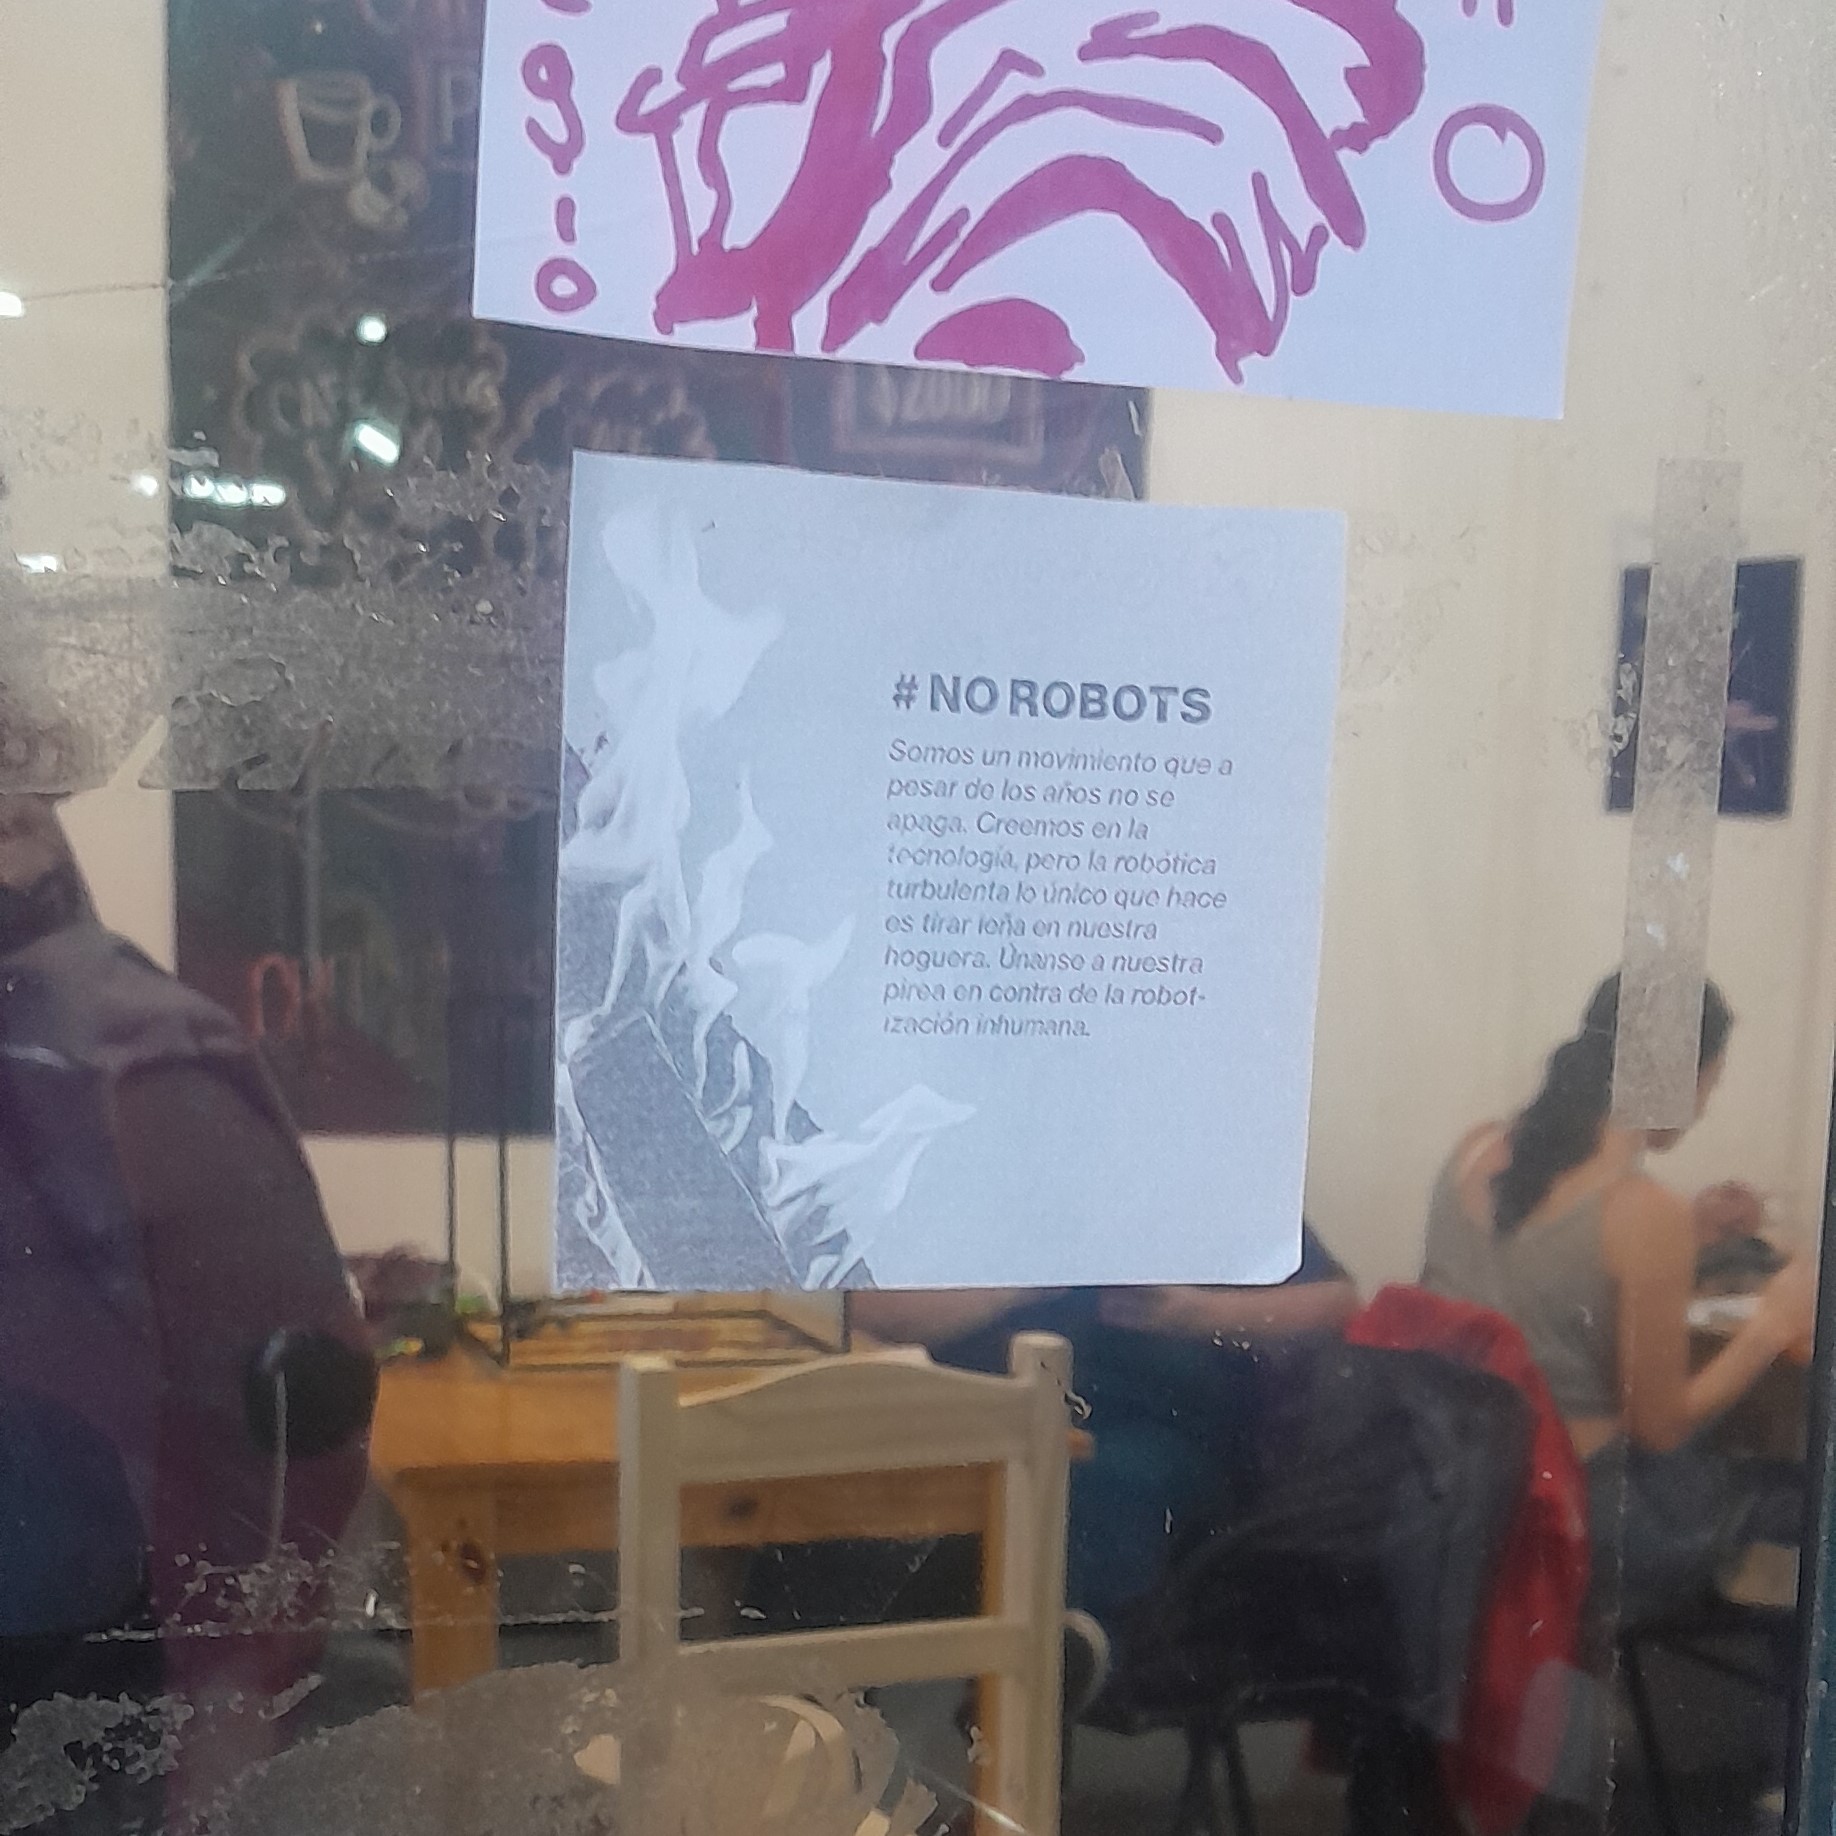 g
i
o
O
P
CAFE
$2000
# NO ROBOTS
Somos un movimiento que a
pesar de los años no se
apaga. Creemos en la
tecnología, pero la robótica
turbulenta lo único que hace
es tirar leña en nuestra
hoguera. Únanse a nuestra
pirea en contra de la robot-
ización inhumana.